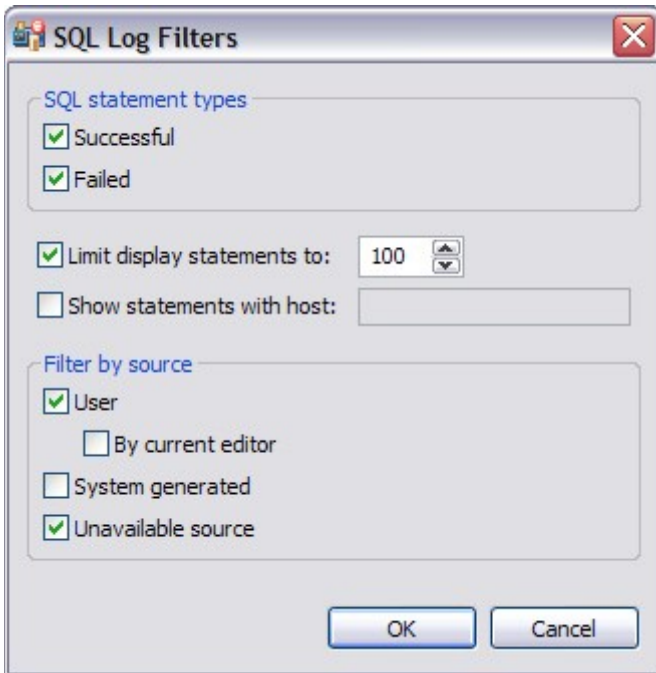 SQL Log Filters
SQL statement types
Successful
Failed
Limit display statements to: 100
Show statements with host:
Filter by source
User
By current editor
System generated
Unavailable source
OK Cancel